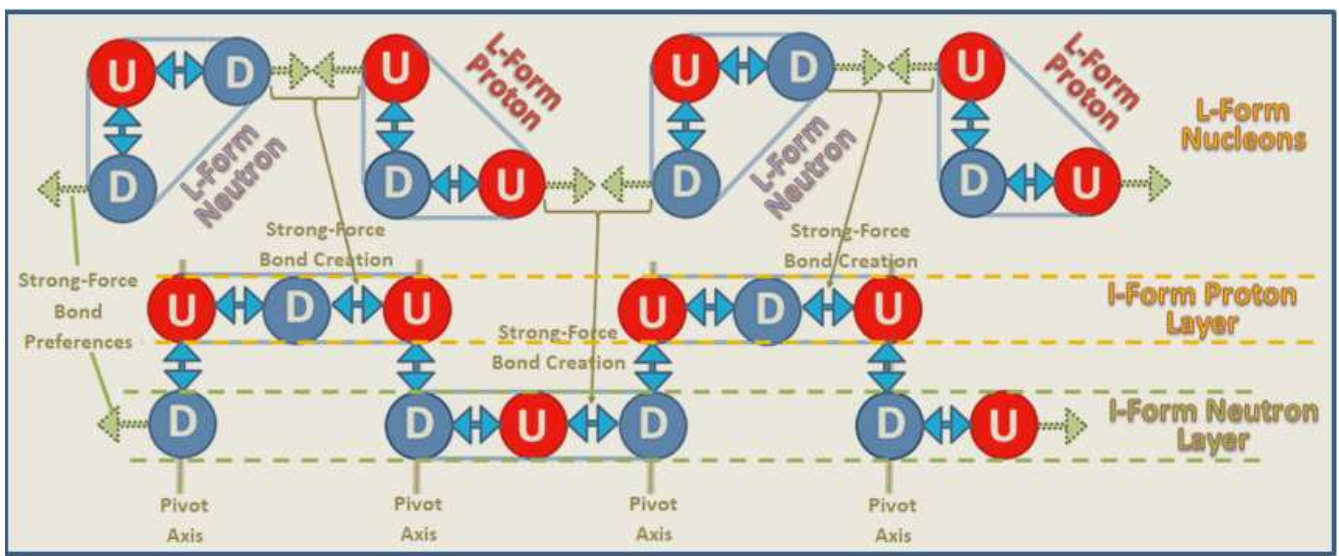 U D U L-Form Proton U D U L-Form Proton
L-Form
Nucleons
D L-Form Neutron D U D L-Form Neutron D U
Strong-Force
Bond Creation
Strong-Force
Bond Creation
Strong-Force
Bond
Preferences
U D U U D U
I-Form Proton
Layer
Strong-Force
Bond Creation
D D U D D U
I-Form Neutron
Layer
Pivot
Axis
Pivot
Axis
Pivot
Axis
Pivot
Axis